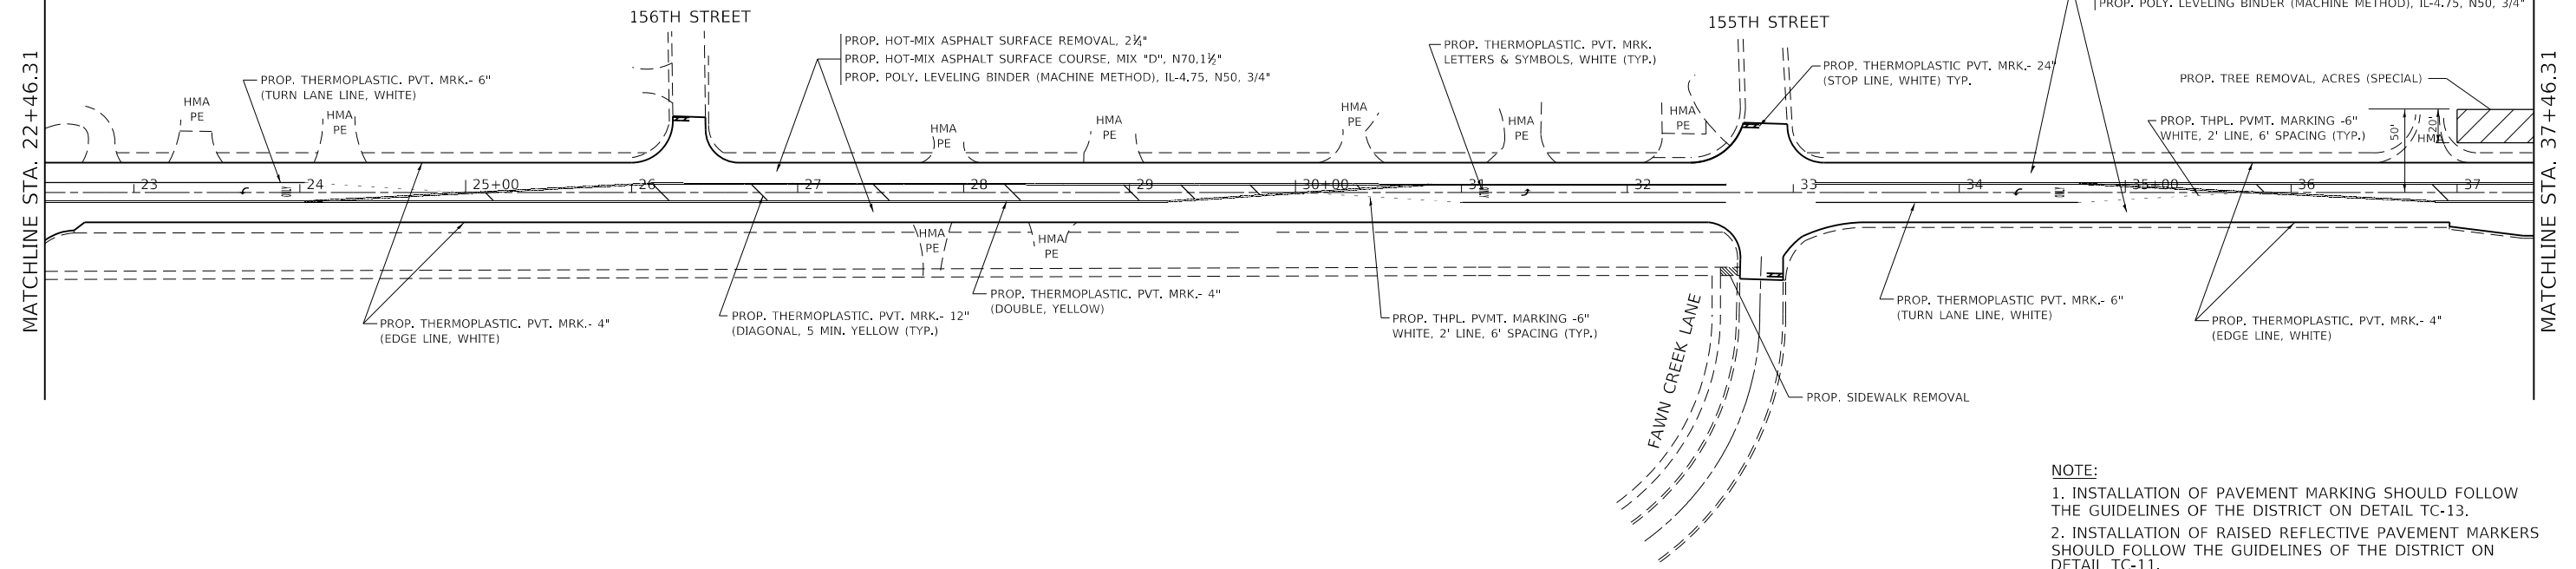 156TH STREET
155TH STREET
PROP. POLY. LEVELING BINDER (MACHINE METHOD), IL-4.75, N50, 3/4"
MATCHLINE STA. 22+46.31
MATCHLINE STA. 37+46.31
PROP. THERMOPLASTIC. PVT. MRK.- 6"
(TURN LANE LINE, WHITE)
PROP. HOT-MIX ASPHALT SURFACE REMOVAL, 2¼"
PROP. HOT-MIX ASPHALT SURFACE COURSE, MIX "D", N70,1½"
PROP. POLY. LEVELING BINDER (MACHINE METHOD), IL-4.75, N50, 3/4"
PROP. THERMOPLASTIC. PVT. MRK.
LETTERS & SYMBOLS, WHITE (TYP.)
PROP. THERMOPLASTIC PVT. MRK.- 24"
(STOP LINE, WHITE) TYP.
PROP. TREE REMOVAL, ACRES (SPECIAL)
PROP. THPL. PVMT. MARKING -6"
WHITE, 2' LINE, 6' SPACING (TYP.)
50'
20'
HMA
HMA
PE
HMA
PE
HMA
PE
HMA
PE
HMA
PE
HMA
PE
HMA
PE
23
24
25+00
26
27
28
29
30+00
31
32
33
34
35+00
36
37
HMA
PE
HMA
PE
PROP. THERMOPLASTIC. PVT. MRK.- 4"
(EDGE LINE, WHITE)
PROP. THERMOPLASTIC. PVT. MRK.- 12"
(DIAGONAL, 5 MIN. YELLOW (TYP.)
PROP. THERMOPLASTIC. PVT. MRK.- 4"
(DOUBLE, YELLOW)
PROP. THPL. PVMT. MARKING -6"
WHITE, 2' LINE, 6' SPACING (TYP.)
PROP. THERMOPLASTIC PVT. MRK.- 6"
(TURN LANE LINE, WHITE)
PROP. THERMOPLASTIC. PVT. MRK.- 4"
(EDGE LINE, WHITE)
FAWN CREEK LANE
PROP. SIDEWALK REMOVAL
NOTE:
1. INSTALLATION OF PAVEMENT MARKING SHOULD FOLLOW
THE GUIDELINES OF THE DISTRICT ON DETAIL TC-13.
2. INSTALLATION OF RAISED REFLECTIVE PAVEMENT MARKERS
SHOULD FOLLOW THE GUIDELINES OF THE DISTRICT ON
DETAIL TC-11.